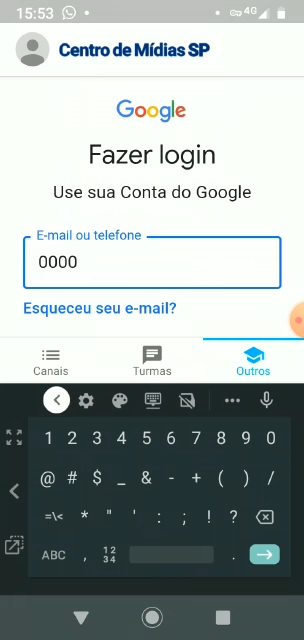 15:53
4G
Centro de Mídias SP
Google
Fazer login
Use sua Conta do Google
E-mail ou telefone
0000
Esqueceu seu e-mail?
Canais Turmas Outros
1 2 3 4 5 6 7 8 9 0
@ # $ _ & - + ( ) /
=\< * " ' : ; ! ?
ABC , 12 34 .